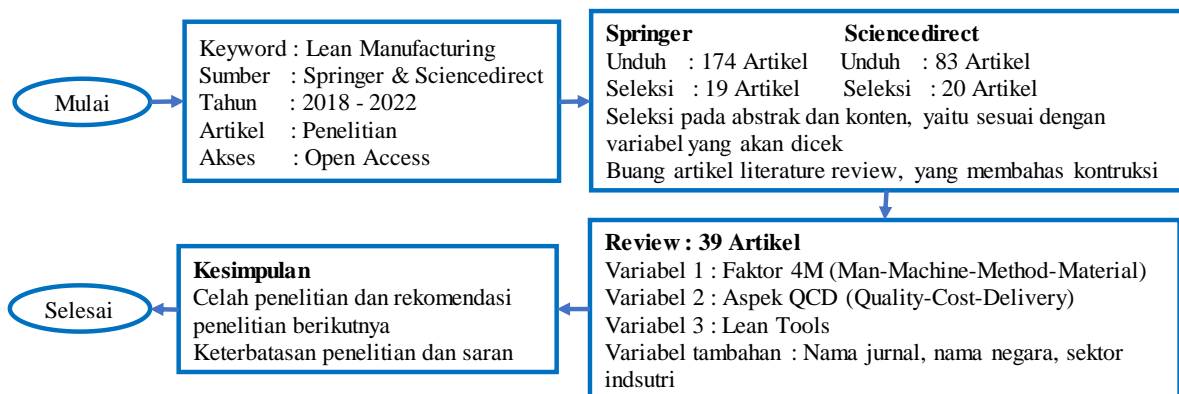 Mulai
Keyword : Lean Manufacturing
Sumber : Springer & Sciencedirect
Tahun : 2018 - 2022
Artikel : Penelitian
Akses : Open Access
Springer Sciencedirect
Unduh : 174 Artikel Unduh : 83 Artikel
Seleksi : 19 Artikel Seleksi : 20 Artikel
Seleksi pada abstrak dan konten, yaitu sesuai dengan
variabel yang akan dicek
Buang artikel literature review, yang membahas kontruksi
Review : 39 Artikel
Variabel 1 : Faktor 4M (Man-Machine-Method-Material)
Variabel 2 : Aspek QCD (Quality-Cost-Delivery)
Variabel 3 : Lean Tools
Variabel tambahan : Nama jurnal, nama negara, sektor
indsutri
Kesimpulan
Celah penelitian dan rekomendasi
penelitian berikutnya
Keterbatasan penelitian dan saran
Selesai